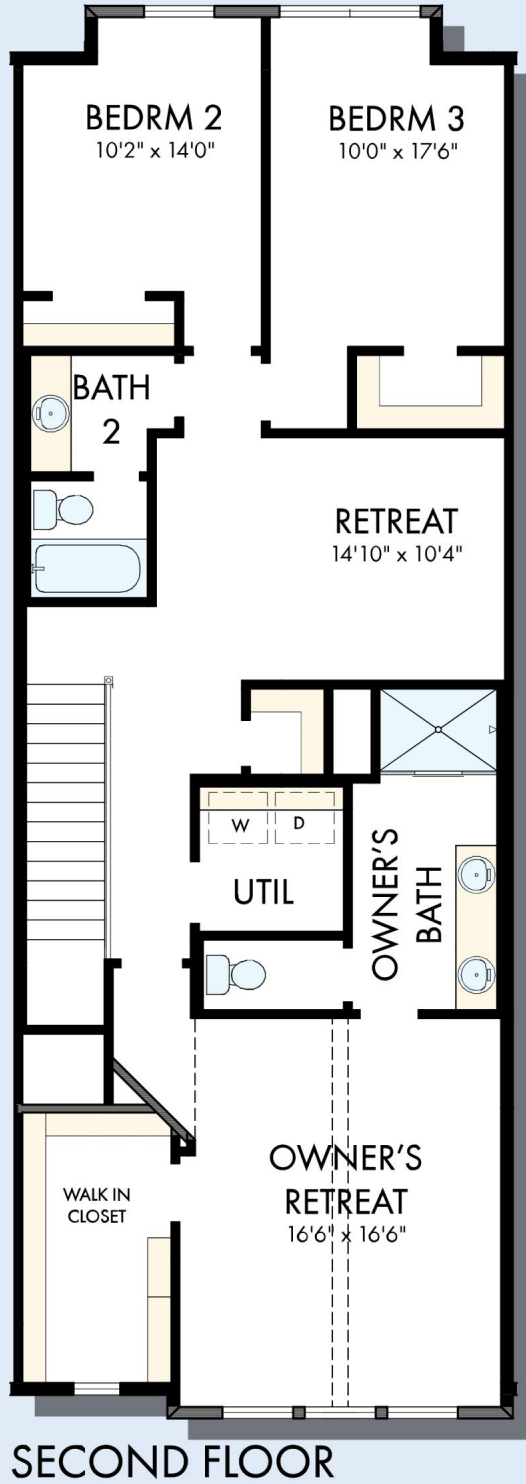 BEDRM 2
10'2" x 14'0"
BEDRM 3
10'0" x 17'6"
BATH
2
RETREAT
14'10" x 10'4"
W
D
UTIL
OWNER'S
BATH
OWNER'S
RETREAT
16'6" x 16'6"
WALK IN
CLOSET
SECOND FLOOR